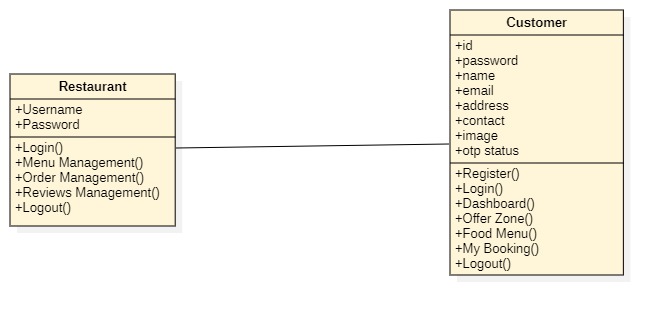 Restaurant
+Username
+Password
+Login()
+Menu Management()
+Order Management()
+Reviews Management()
+Logout()
Customer
+id
+password
+name
+email
+address
+contact
+image
+otp status
+Register()
+Login()
+Dashboard()
+Offer Zone()
+Food Menu()
+My Booking()
+Logout()